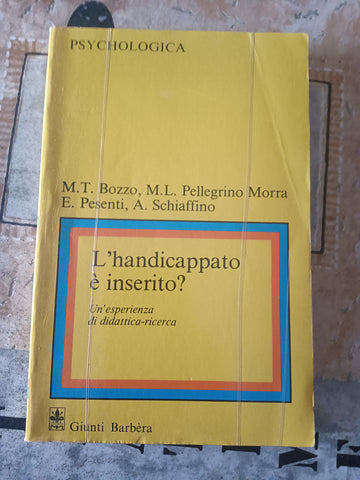 PSYCHOLOGICA
M.T. Bozzo, M.L. Pellegrino Morra
E. Pesenti, A. Schiaffino
L'handicappato
è inserito?
Un'esperienza
di didattica-ricerca
Giunti Barbèra